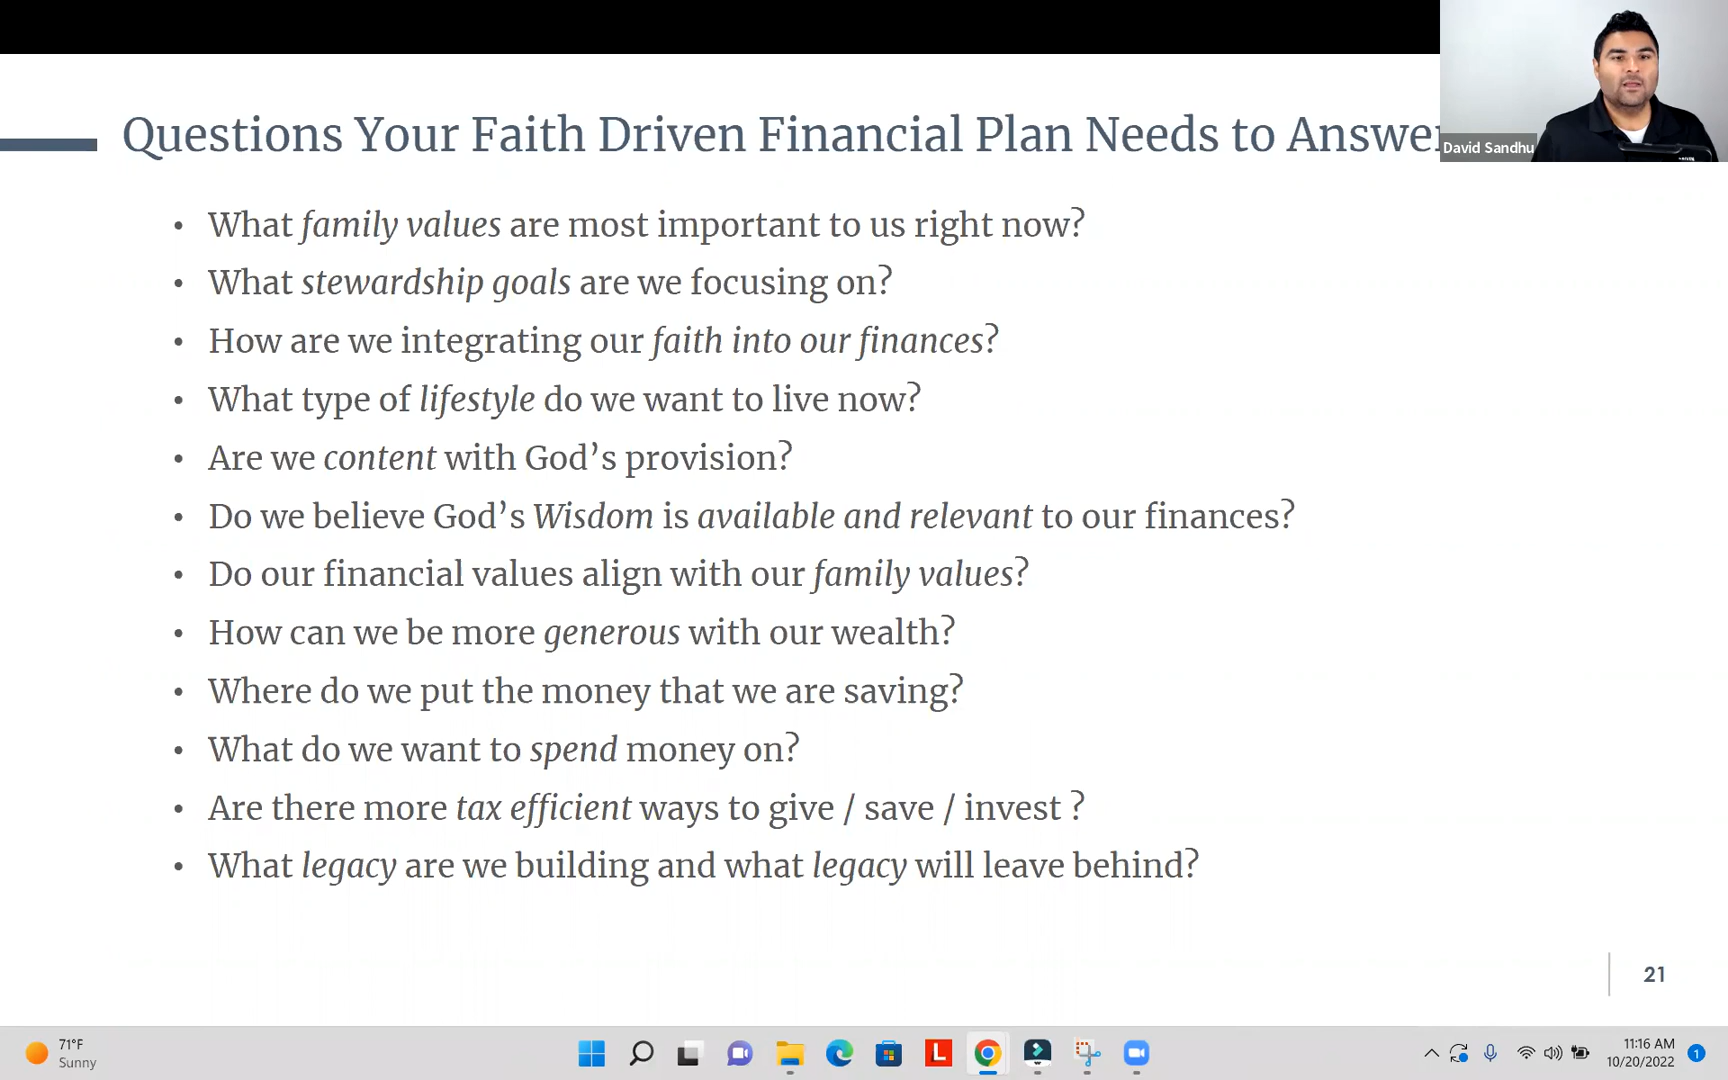 Questions Your Faith Driven Financial Plan Needs to Answer
David Sandhu
• What family values are most important to us right now?
• What stewardship goals are we focusing on?
• How are we integrating our faith into our finances?
• What type of lifestyle do we want to live now?
• Are we content with God’s provision?
• Do we believe God’s Wisdom is available and relevant to our finances?
• Do our financial values align with our family values?
• How can we be more generous with our wealth?
• Where do we put the money that we are saving?
• What do we want to spend money on?
• Are there more tax efficient ways to give / save / invest ?
• What legacy are we building and what legacy will leave behind?
21
71°F
Sunny
L
11:16 AM
10/20/2022
1